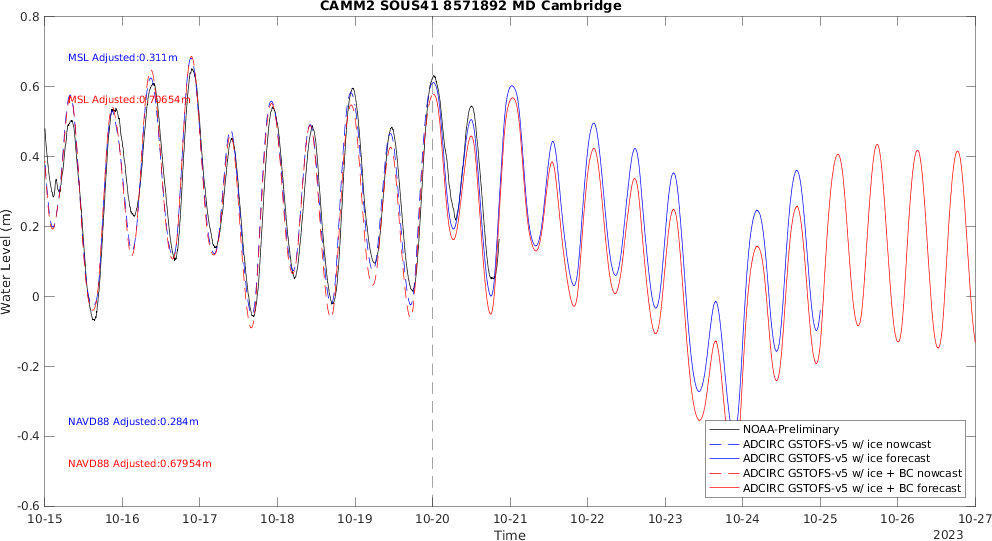 CAMM2 SOUS41 8571892 MD Cambridge
0.8
0.6
0.4
0.2
0
-0.2
-0.4
-0.6
Water Level (m)
MSL Adjusted:0.311m
MSL Adjusted:0.70654m
NAVD88 Adjusted:0.284m
NAVD88 Adjusted:0.67954m
NOAA-Preliminary
ADCIRC GSTOFS-v5 w/ ice nowcast
ADCIRC GSTOFS-v5 w/ ice forecast
ADCIRC GSTOFS-v5 w/ ice + BC nowcast
ADCIRC GSTOFS-v5 w/ ice + BC forecast
10-15 10-16 10-17 10-18 10-19 10-20 10-21 10-22 10-23 10-24 10-25 10-26 10-27
Time
2023